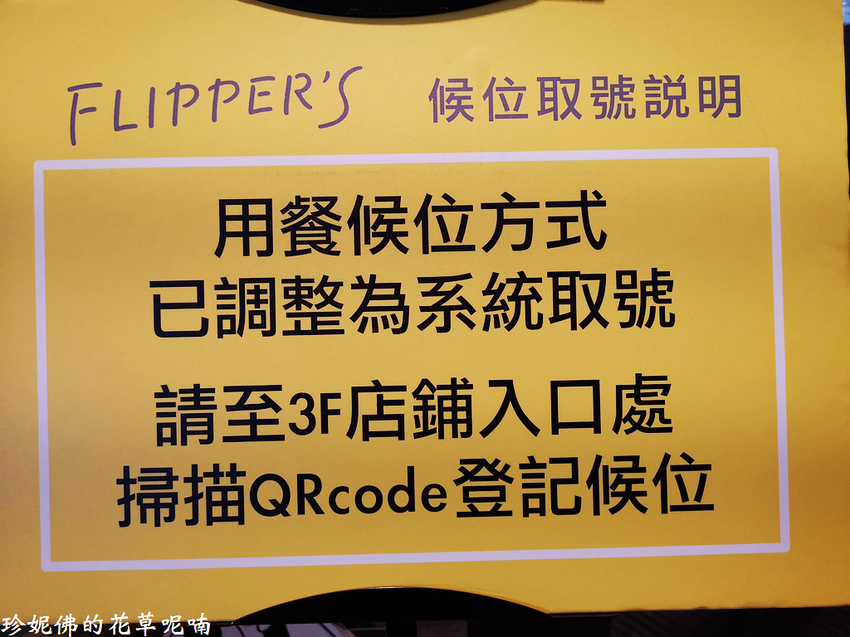 FLIPPER'S 候位取號説明
用餐候位方式
已調整為系統取號
請至3F店鋪入口處
掃描QRcode登記候位
珍妮佛的花草呢喃